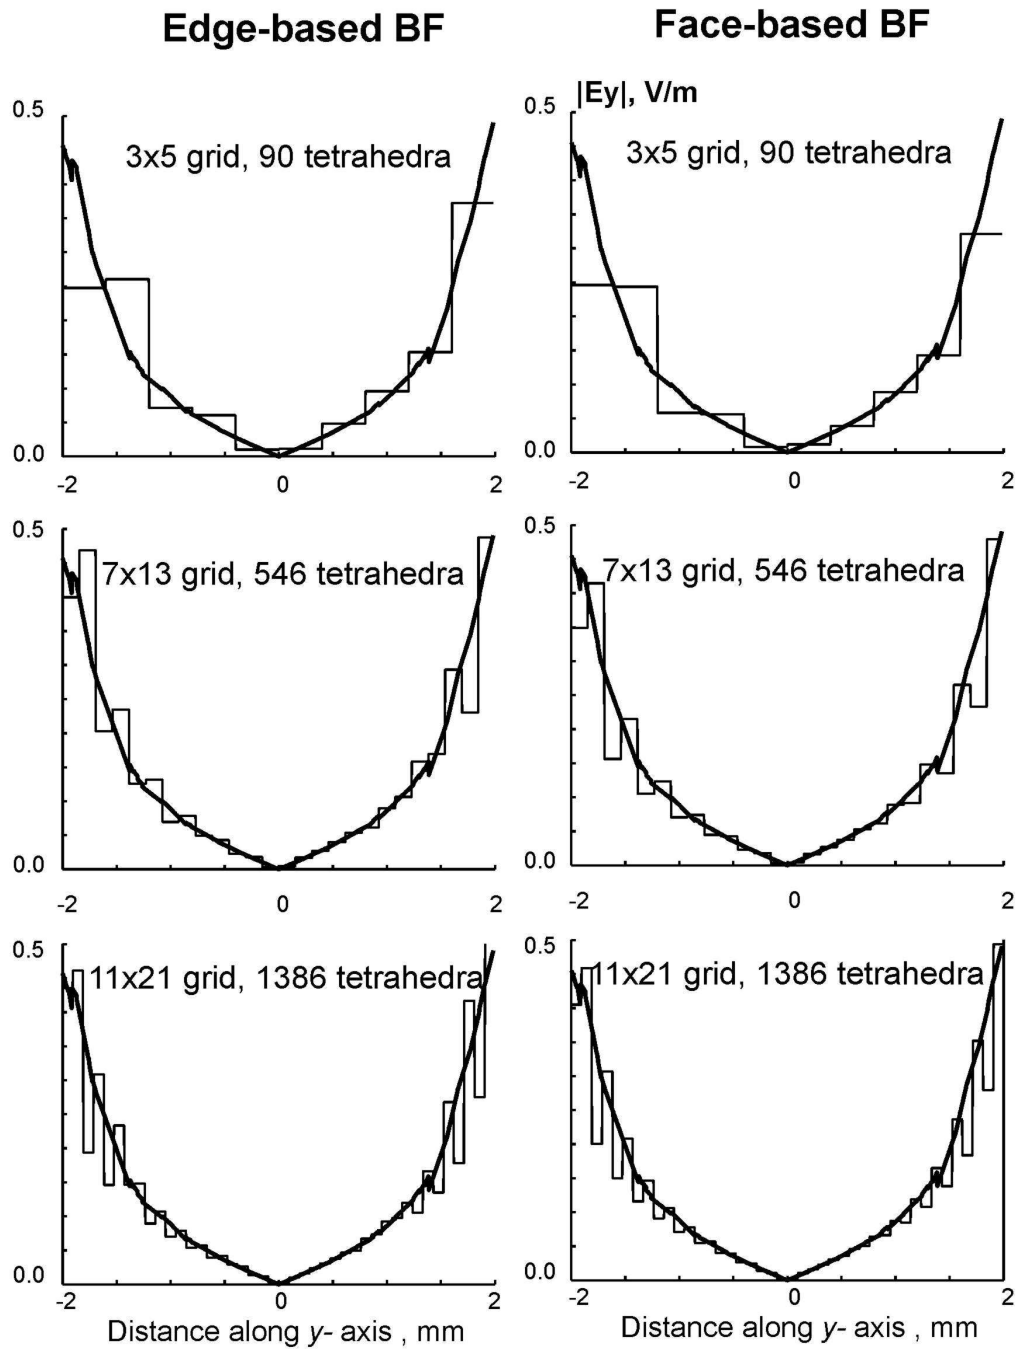 Edge-based BF
Face-based BF
0.5
3x5 grid, 90 tetrahedra
0.0
-2 0 2
0.5
|Ey|, V/m
3x5 grid, 90 tetrahedra
0.0
-2 0 2
0.5
7x13 grid, 546 tetrahedra
0.0
-2 0 2
0.5
7x13 grid, 546 tetrahedra
0.0
-2 0 2
0.5
11x21 grid, 1386 tetrahedra
0.0
-2 0 2
Distance along y- axis , mm
0.5
11x21 grid, 1386 tetrahedra
0.0
-2 0 2
Distance along y- axis , mm